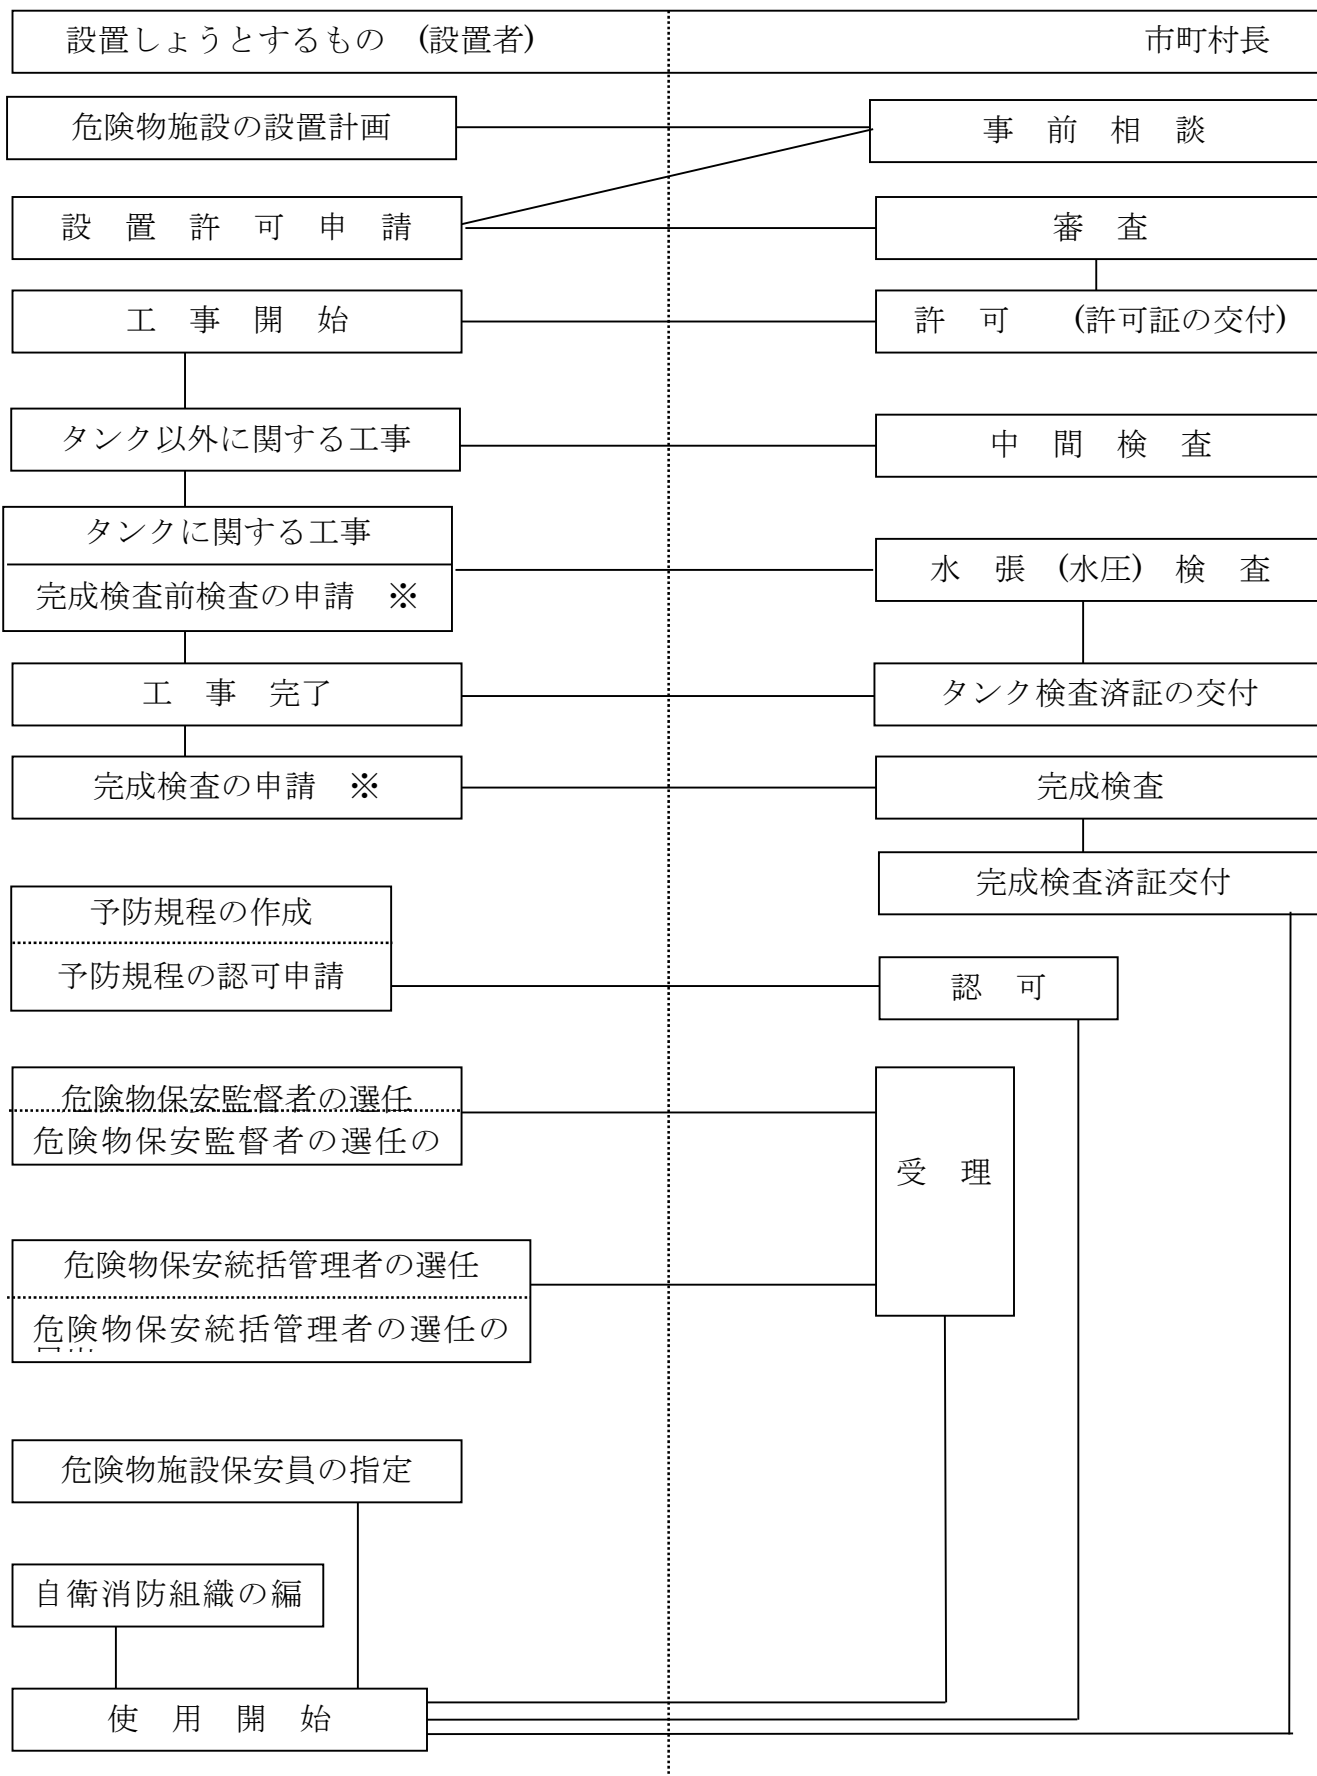 設置しょうとするもの (設置者) 市町村長
危険物施設の設置計画
事 前 相 談
設 置 許 可 申 請
審 査
工 事 開 始
許 可 (許可証の交付)
タンク以外に関する工事
中 間 検 査
タンクに関する工事
完成検査前検査の申請 ※
水 張 (水圧) 検 査
工 事 完了
タンク検査済証の交付
完成検査の申請 ※
完成検査
完成検査済証交付
予防規程の作成
予防規程の認可申請
認 可
危険物保安監督者の選任
危険物保安監督者の選任の
受 理
危険物保安統括管理者の選任
危険物保安統括管理者の選任の
危険物施設保安員の指定
自衛消防組織の編
使 用 開 始